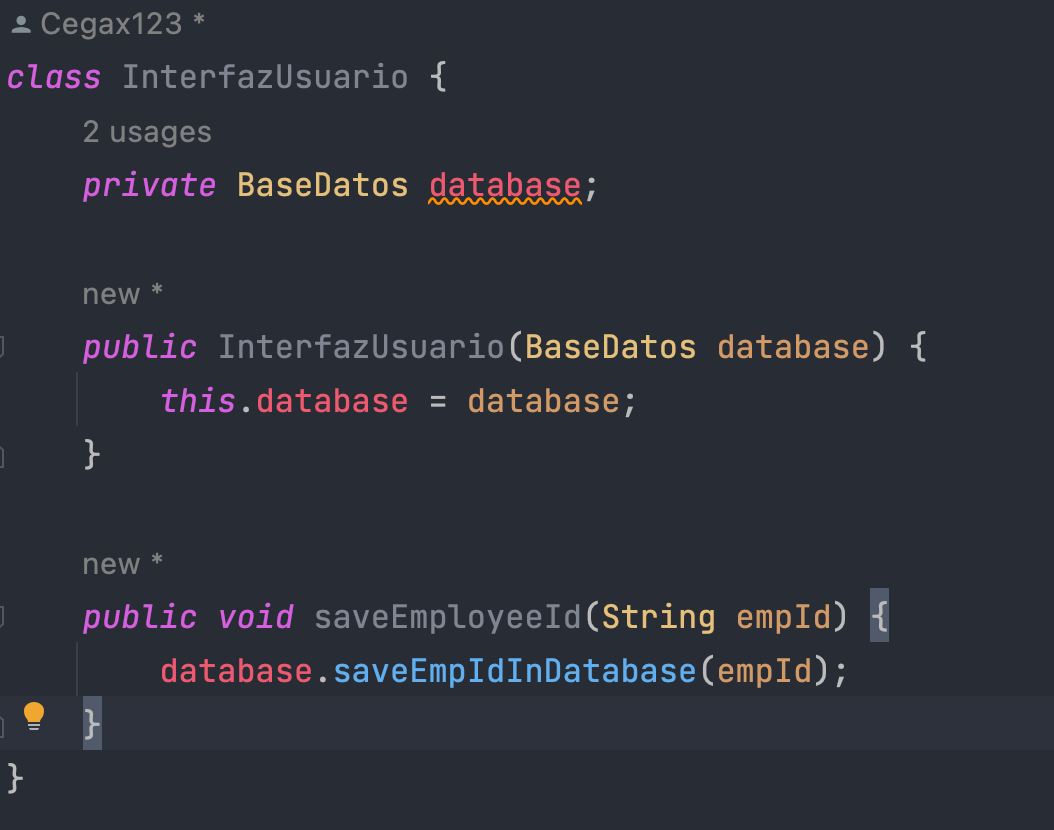 Cegax123 *
class InterfazUsuario {
2 usages
private BaseDatos database;
new *
public InterfazUsuario(BaseDatos database) {
this.database = database;
}
new *
public void saveEmployeeId(String empId) {
database.saveEmpIdInDatabase(empId);
}
}